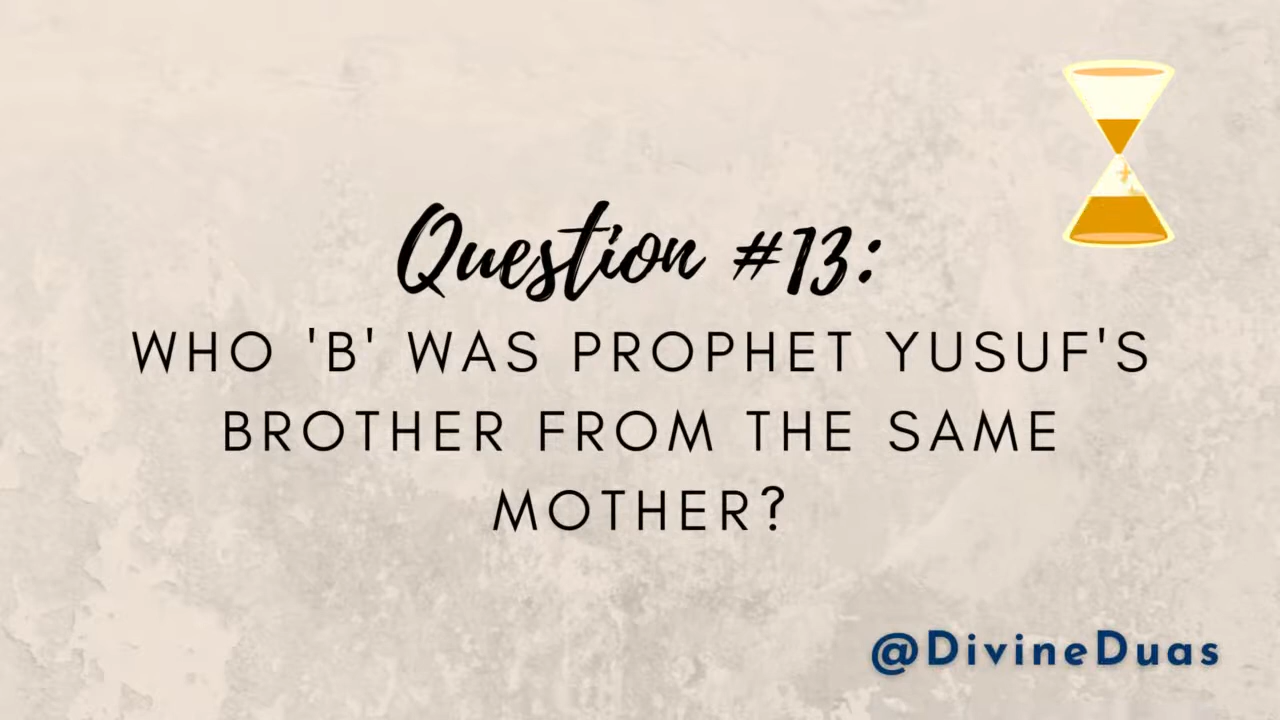 Question #13:
WHO 'B' WAS PROPHET YUSUF'S
BROTHER FROM THE SAME
MOTHER?
@DivineDuas